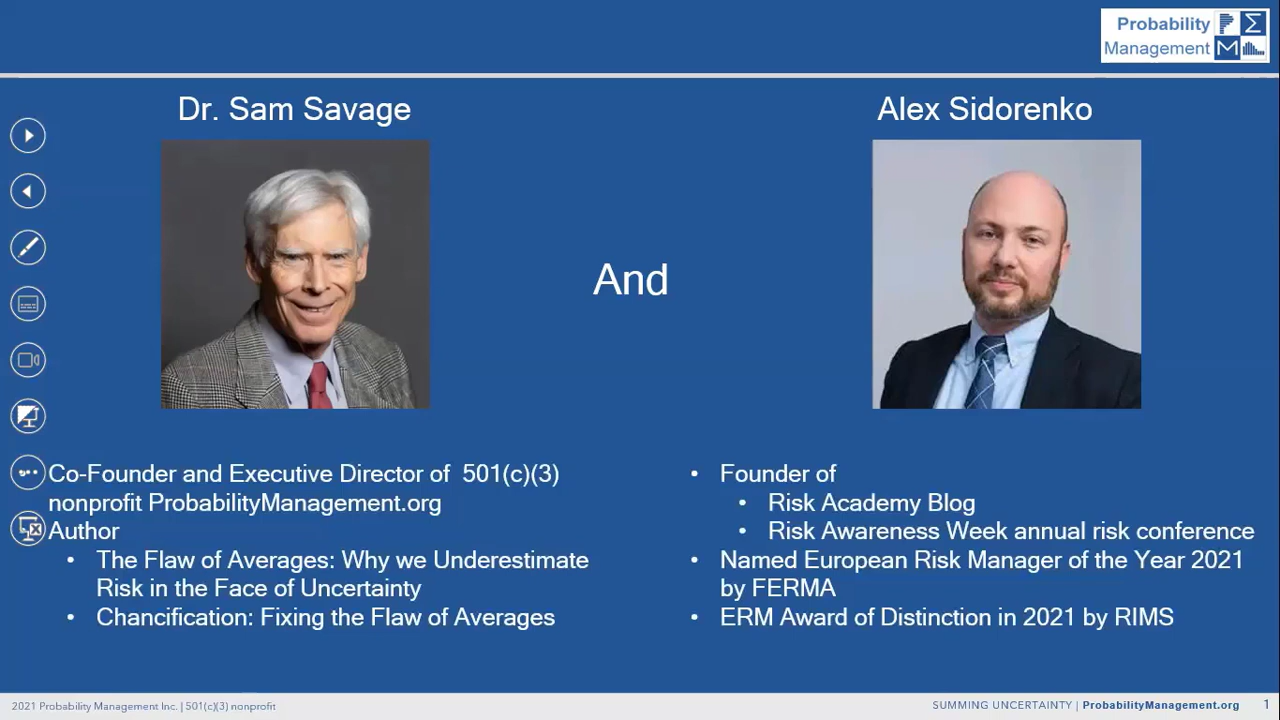 Probability
Management
Dr. Sam Savage
Alex Sidorenko
And
Co-Founder and Executive Director of 501(c)(3)
nonprofit ProbabilityManagement.org
Author
• The Flaw of Averages: Why we Underestimate
Risk in the Face of Uncertainty
• Chancification: Fixing the Flaw of Averages
• Founder of
• Risk Academy Blog
• Risk Awareness Week annual risk conference
• Named European Risk Manager of the Year 2021
by FERMA
• ERM Award of Distinction in 2021 by RIMS
2021 Probability Management Inc. | 501(c)(3) nonprofit
SUMMING UNCERTAINTY | ProbabilityManagement.org 1